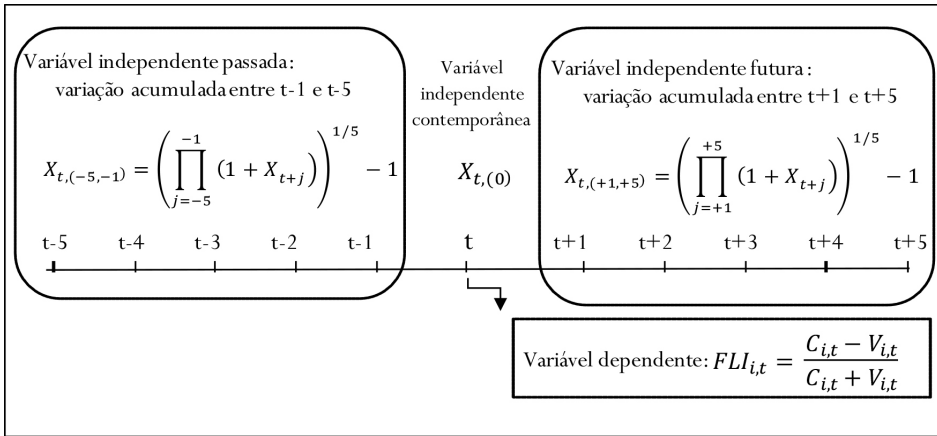 Variável independente passada:
variação acumulada entre t-1 e t-5
X_{t,(-5,-1)} = (∏_{j=-5}^{-1} (1 + X_{t+j}))^{1/5} − 1
Variável
independente
contemporânea
X_{t,(0)}
Variável independente futura :
variação acumulada entre t+1 e t+5
X_{t,(+1,+5)} = (∏_{j=+1}^{+5} (1 + X_{t+j}))^{1/5} − 1
t-5 t-4 t-3 t-2 t-1 t t+1 t+2 t+3 t+4 t+5
Variável dependente: FLI_{i,t} = (C_{i,t} − V_{i,t}) / (C_{i,t} + V_{i,t})